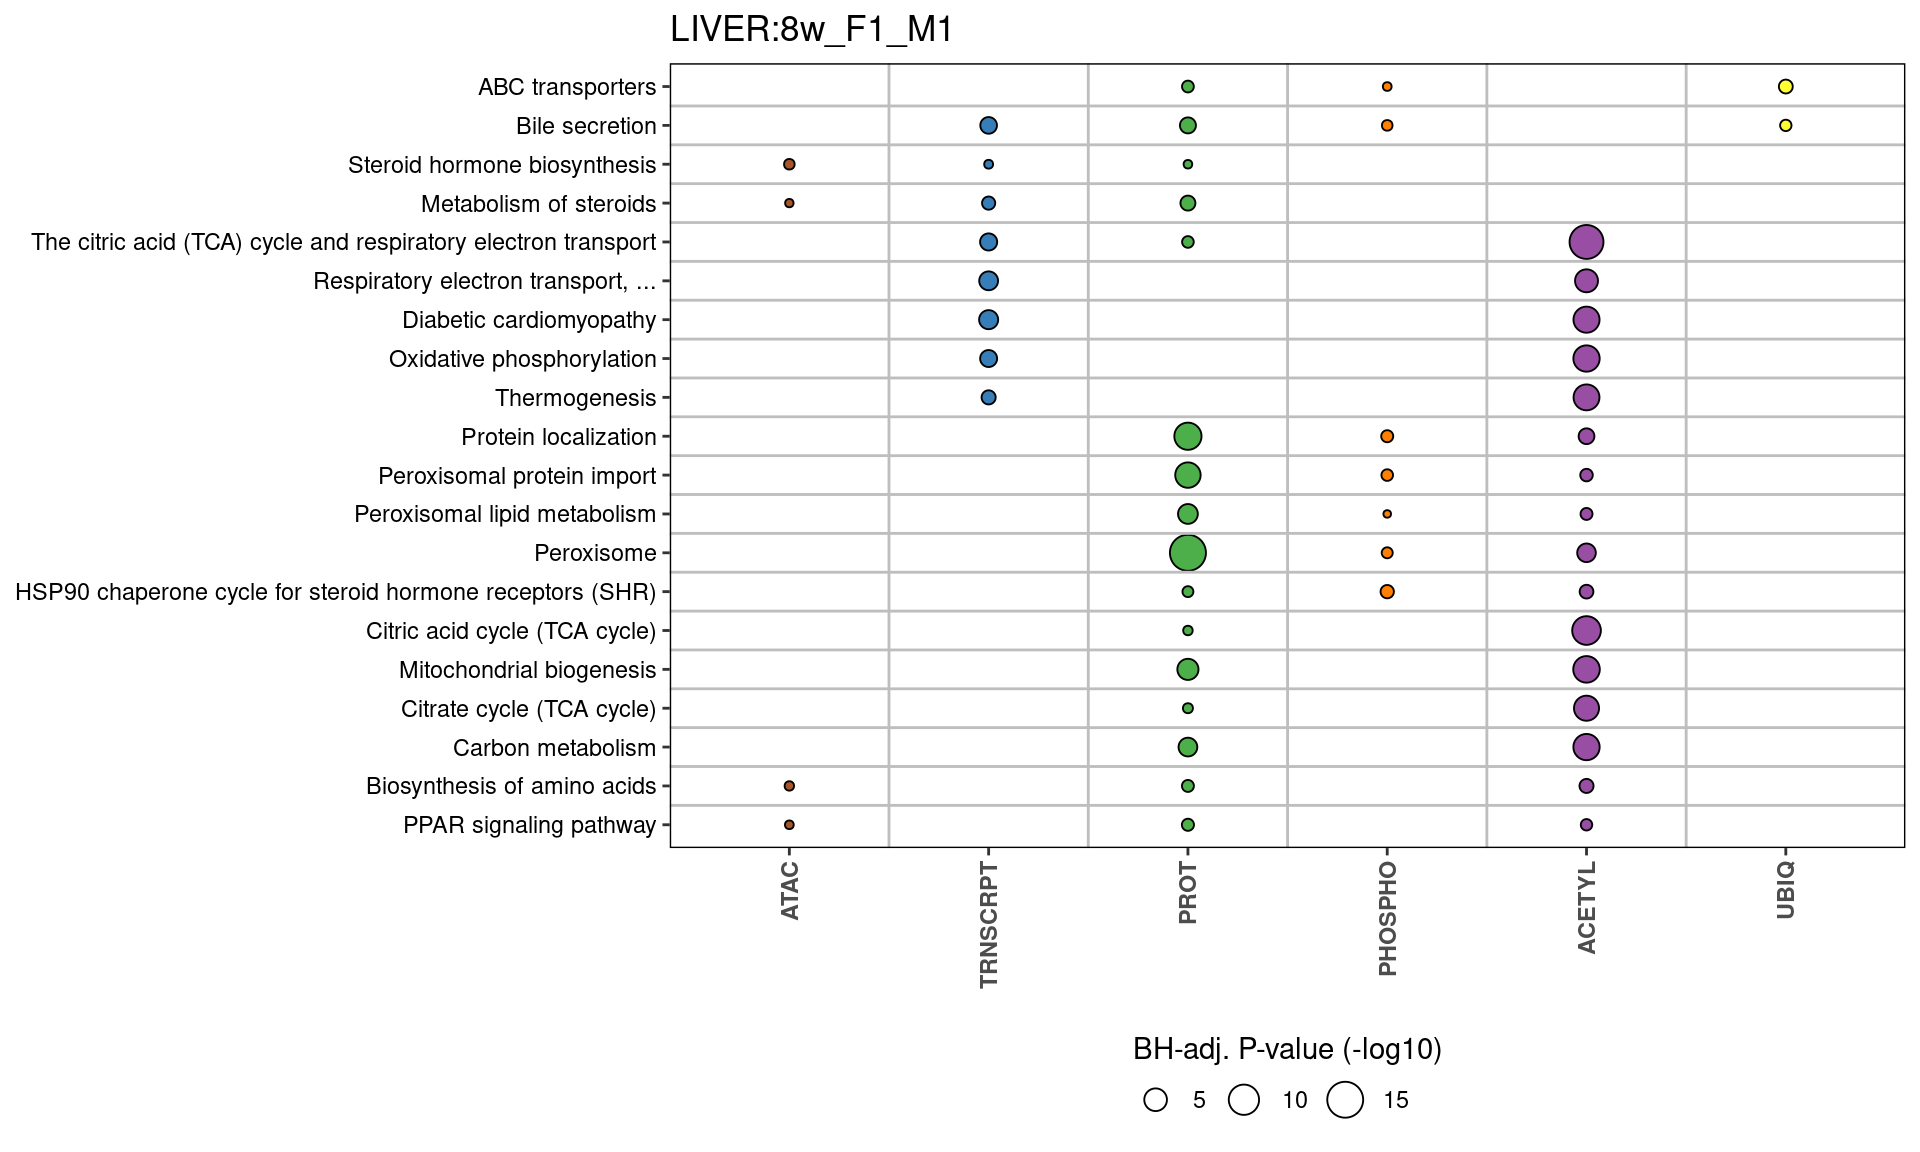 LIVER:8w_F1_M1
ABC transporters
Bile secretion
Steroid hormone biosynthesis
Metabolism of steroids
The citric acid (TCA) cycle and respiratory electron transport
Respiratory electron transport, ...
Diabetic cardiomyopathy
Oxidative phosphorylation
Thermogenesis
Protein localization
Peroxisomal protein import
Peroxisomal lipid metabolism
Peroxisome
HSP90 chaperone cycle for steroid hormone receptors (SHR)
Citric acid cycle (TCA cycle)
Mitochondrial biogenesis
Citrate cycle (TCA cycle)
Carbon metabolism
Biosynthesis of amino acids
PPAR signaling pathway
ATAC
TRNSCRPT
PROT
PHOSPHO
ACETYL
UBIQ
BH-adj. P-value (-log10)
5 10 15